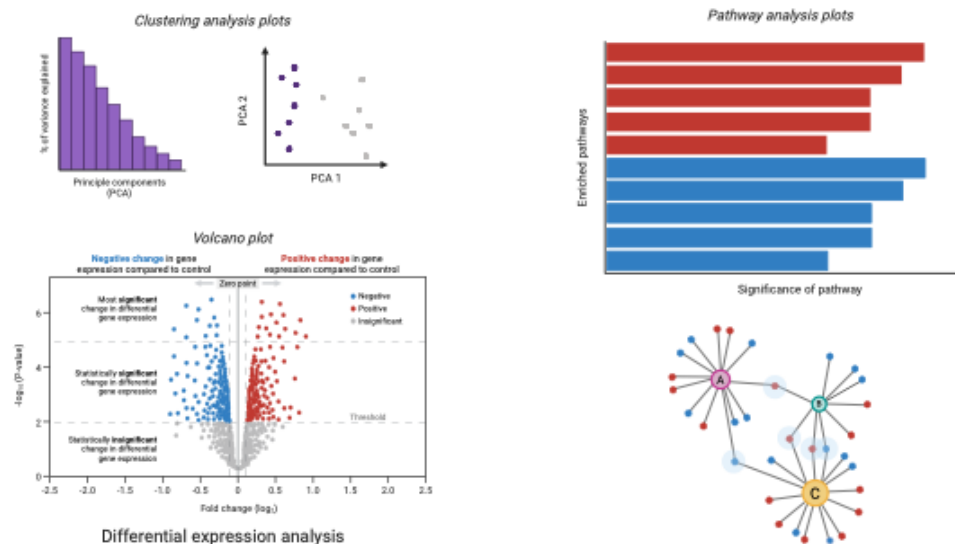 Clustering analysis plots
% of variance explained
Principle components
(PCA)
PCA 2
PCA 1
Volcano plot
Negative change in gene
expression compared to control
Positive change in gene
expression compared to control
Zero point
Most significant
change in differential
gene expression
Negative
Positive
Insignificant
Statistically significant
change in differential
gene expression
Threshold
Statistically insignificant
change in differential
gene expression
-log₁₀ (P-value)
6
4
2
0
-2.5 -2.0 -1.5 -1.0 -0.5 0 0.5 1.0 1.5 2.0 2.5
Fold change (log₂)
Differential expression analysis
Pathway analysis plots
Enriched pathways
Significance of pathway
A
B
C